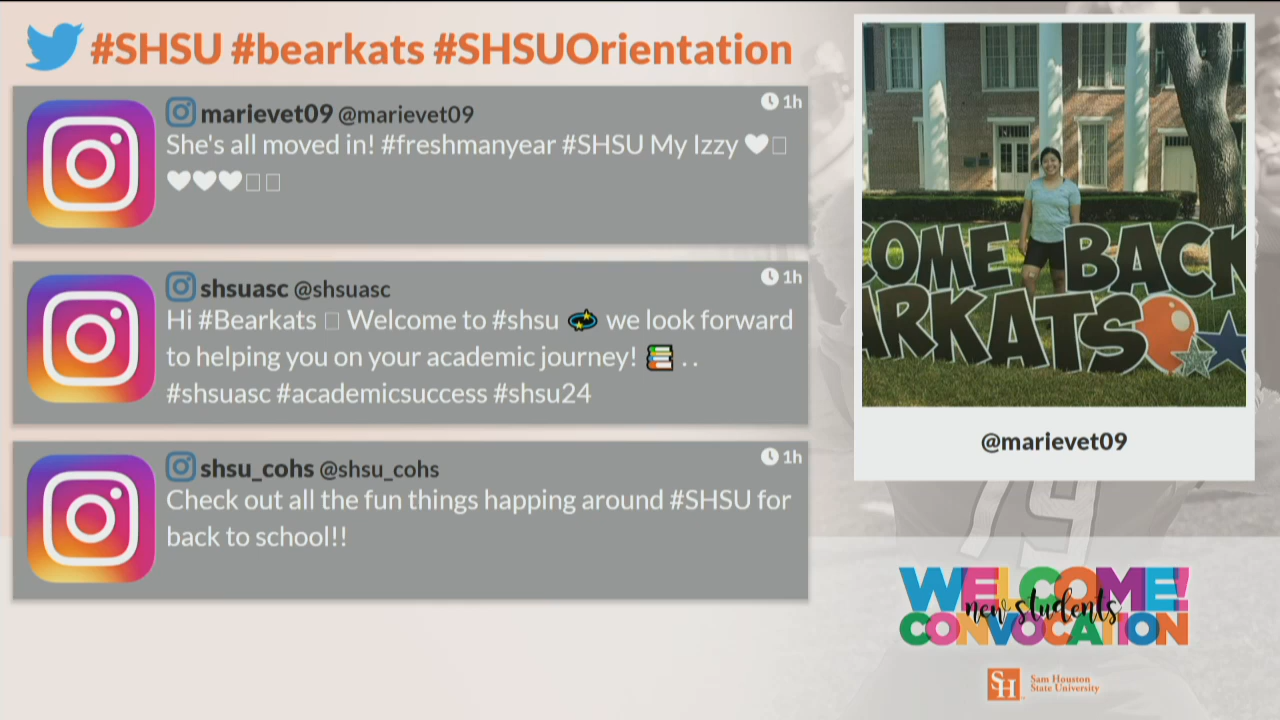 #SHSU #bearkats #SHSUOrientation
marievet09 @marievet09 1h
She's all moved in! #freshmanyear #SHSU My Izzy 🤍▯
🤍🤍🤍▯▯
shsuasc @shsuasc 1h
Hi #Bearkats ▯ Welcome to #shsu 💫 we look forward
to helping you on your academic journey! 📚 . .
#shsuasc #academicsuccess #shsu24
shsu_cohs @shsu_cohs 1h
Check out all the fun things happing around #SHSU for
back to school!!
COME BACK
ARKATS
@marievet09
79
WELCOME!
new students
CONVOCATION
SH Sam Houston
State University